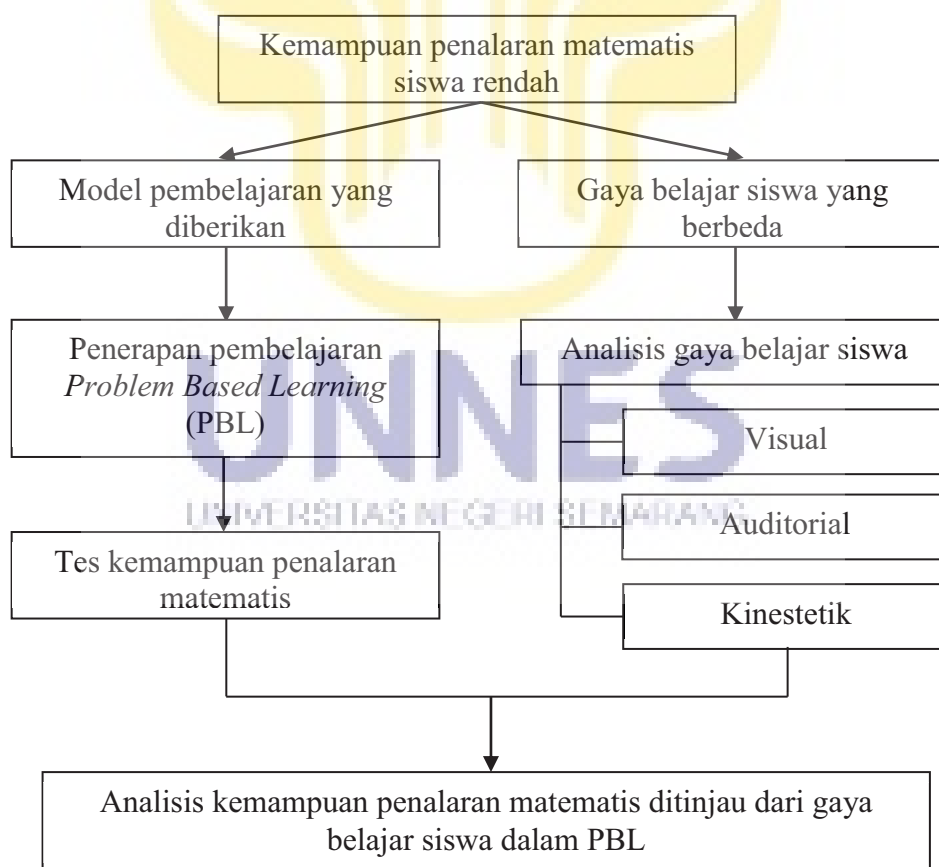 Kemampuan penalaran matematis
siswa rendah
Model pembelajaran yang
diberikan
Gaya belajar siswa yang
berbeda
Penerapan pembelajaran
Problem Based Learning
(PBL)
Analisis gaya belajar siswa
Visual
Auditorial
Kinestetik
UNNES
UNIVERSITAS NEGERI SEMARANG
Tes kemampuan penalaran
matematis
Analisis kemampuan penalaran matematis ditinjau dari gaya
belajar siswa dalam PBL